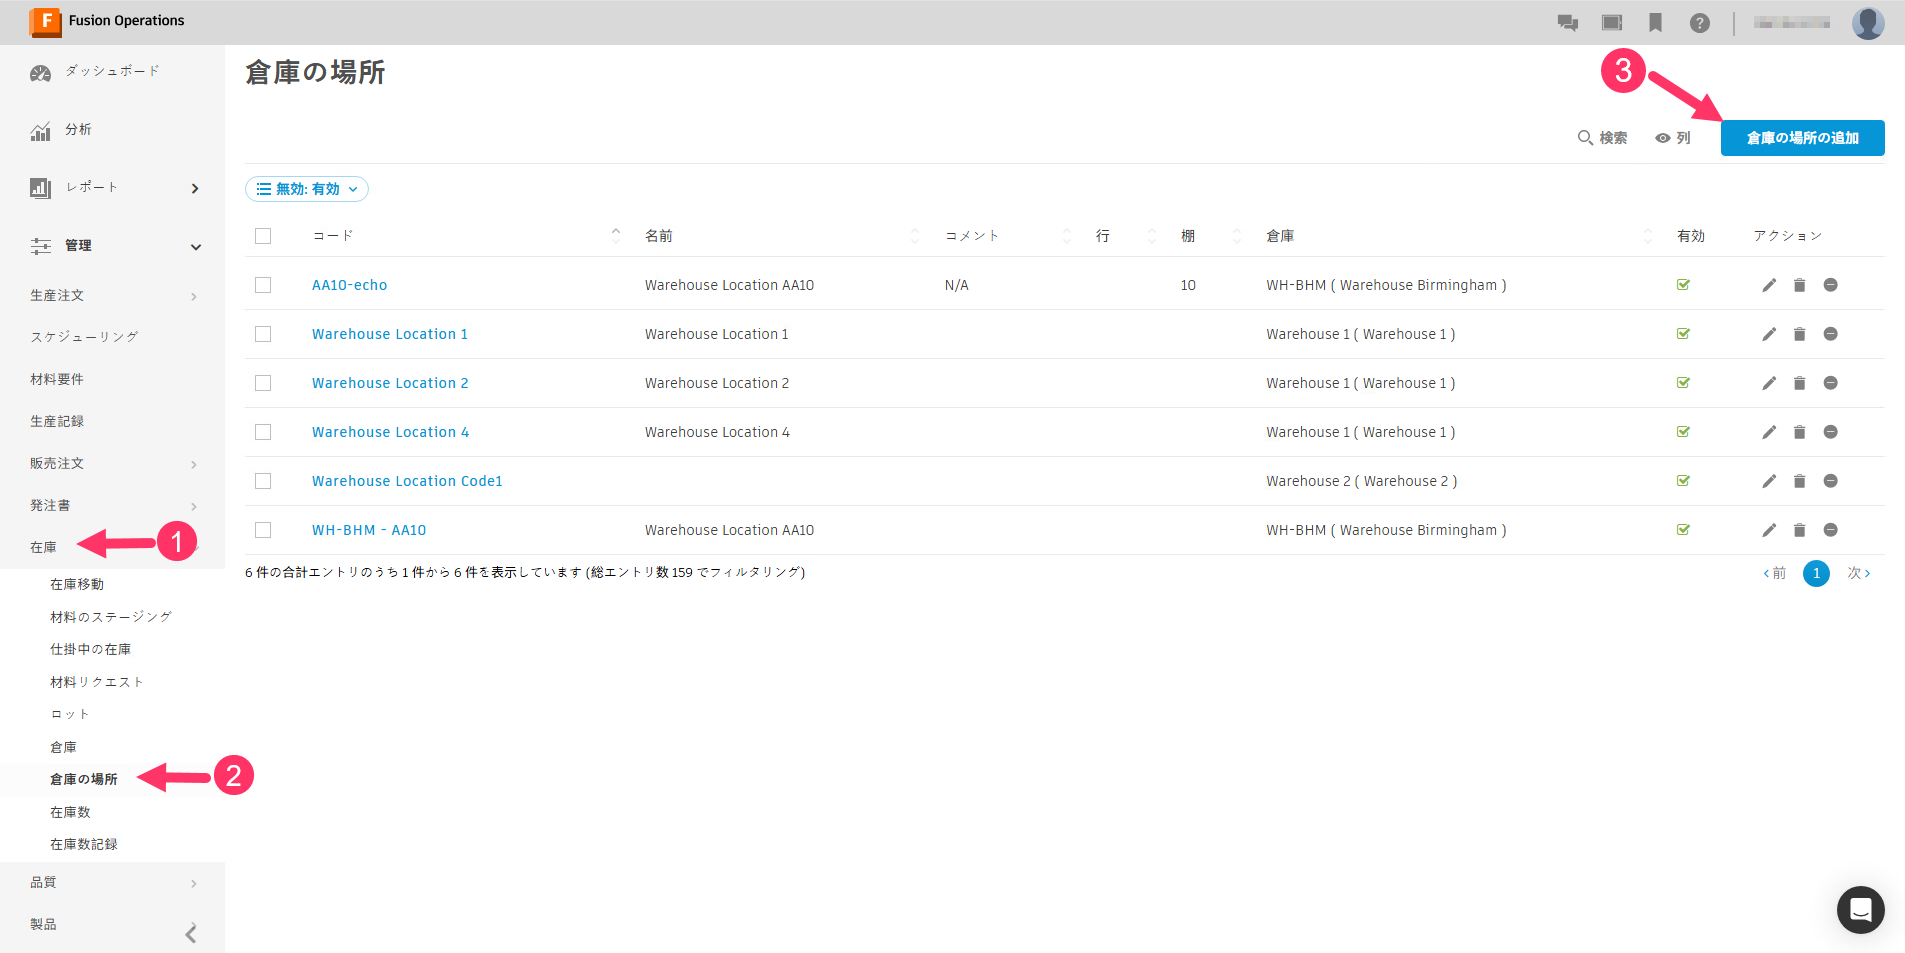 F Fusion Operations
?
ダッシュボード
分析
レポート
管理
生産注文
スケジューリング
材料要件
生産記録
販売注文
発注書
在庫
1
在庫移動
材料のステージング
仕掛中の在庫
材料リクエスト
ロット
倉庫
倉庫の場所
2
在庫数
在庫数記録
品質
製品
倉庫の場所
3
検索 列 倉庫の場所の追加
無効: 有効
コード 名前 コメント 行 棚 倉庫 有効 アクション
AA10-echo Warehouse Location AA10 N/A 10 WH-BHM ( Warehouse Birmingham )
Warehouse Location 1 Warehouse Location 1 Warehouse 1 ( Warehouse 1 )
Warehouse Location 2 Warehouse Location 2 Warehouse 1 ( Warehouse 1 )
Warehouse Location 4 Warehouse Location 4 Warehouse 1 ( Warehouse 1 )
Warehouse Location Code1 Warehouse 2 ( Warehouse 2 )
WH-BHM - AA10 Warehouse Location AA10 WH-BHM ( Warehouse Birmingham )
6 件の合計エントリのうち 1 件から 6 件を表示しています (総エントリ数 159 でフィルタリング)
前 1 次